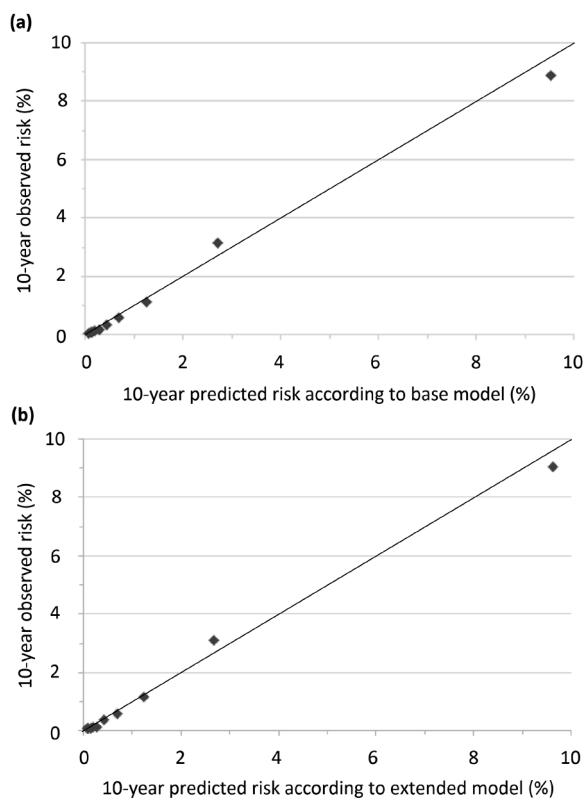 (a)
10
8
6
4
2
0
10-year observed risk (%)
0 2 4 6 8 10
10-year predicted risk according to base model (%)
(b)
10
8
6
4
2
0
10-year observed risk (%)
0 2 4 6 8 10
10-year predicted risk according to extended model (%)